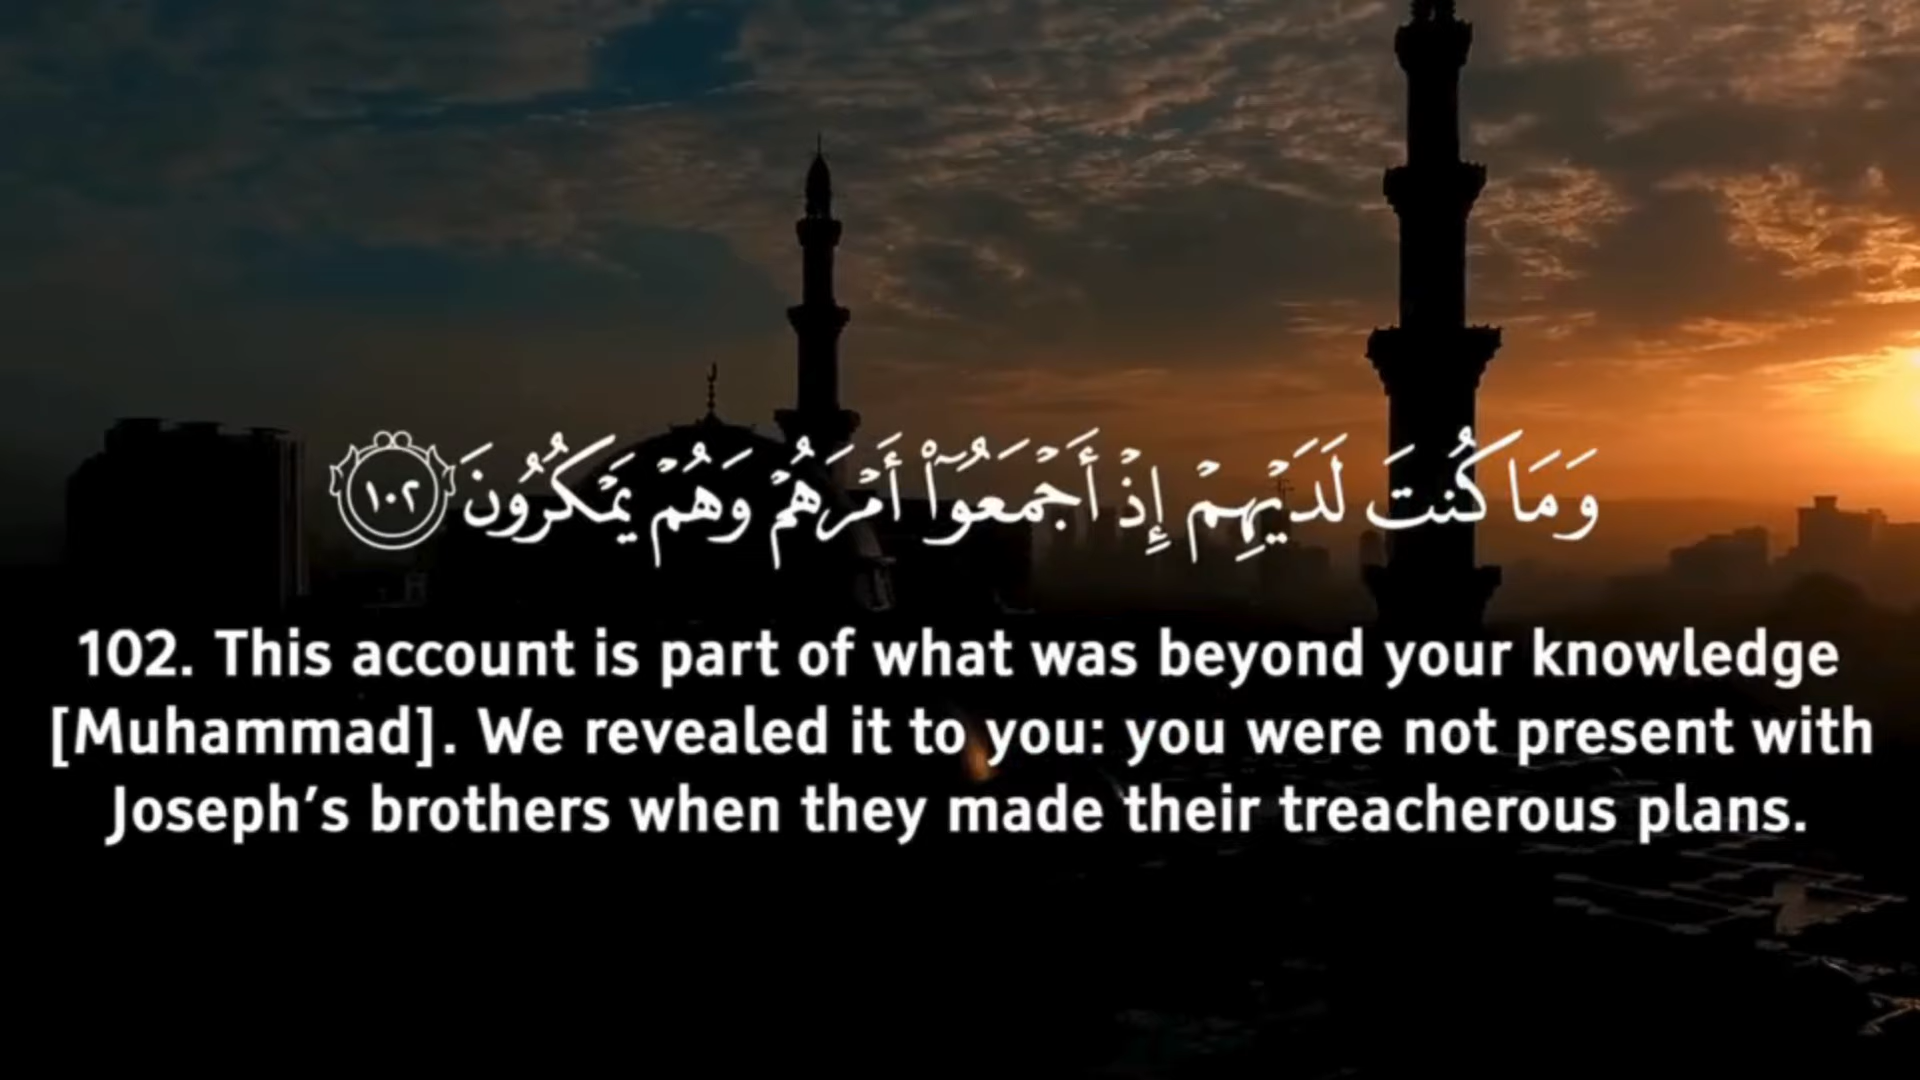 وَمَا كُنتَ لَدَيْهِمْ إِذْ أَجْمَعُوٓا۟ أَمْرَهُمْ وَهُمْ يَمْكُرُونَ ١٠٢
102. This account is part of what was beyond your knowledge
[Muhammad]. We revealed it to you: you were not present with
Joseph’s brothers when they made their treacherous plans.